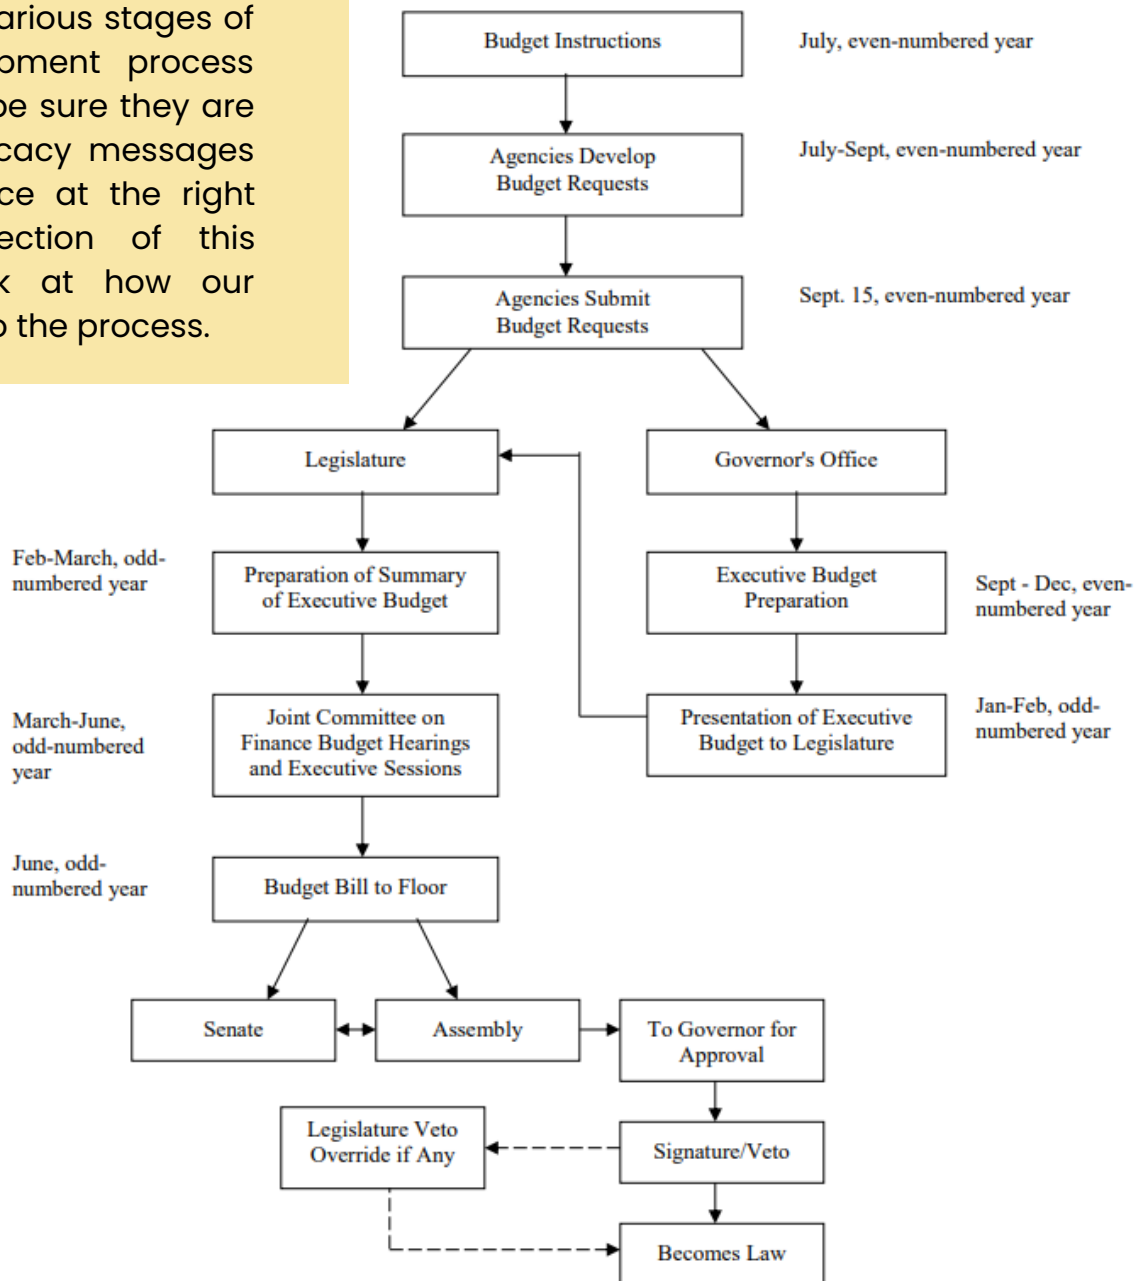 arious stages of
pment process
be sure they are
cacy messages
ce at the right
ection of this
k at how our
o the process.
Budget Instructions
July, even-numbered year
Agencies Develop
Budget Requests
July-Sept, even-numbered year
Agencies Submit
Budget Requests
Sept. 15, even-numbered year
Legislature
Governor's Office
Feb-March, odd-
numbered year
Preparation of Summary
of Executive Budget
Executive Budget
Preparation
Sept - Dec, even-
numbered year
March-June,
odd-numbered
year
Joint Committee on
Finance Budget Hearings
and Executive Sessions
Presentation of Executive
Budget to Legislature
Jan-Feb, odd-
numbered year
June, odd-
numbered year
Budget Bill to Floor
Senate
Assembly
To Governor for
Approval
Legislature Veto
Override if Any
Signature/Veto
Becomes Law